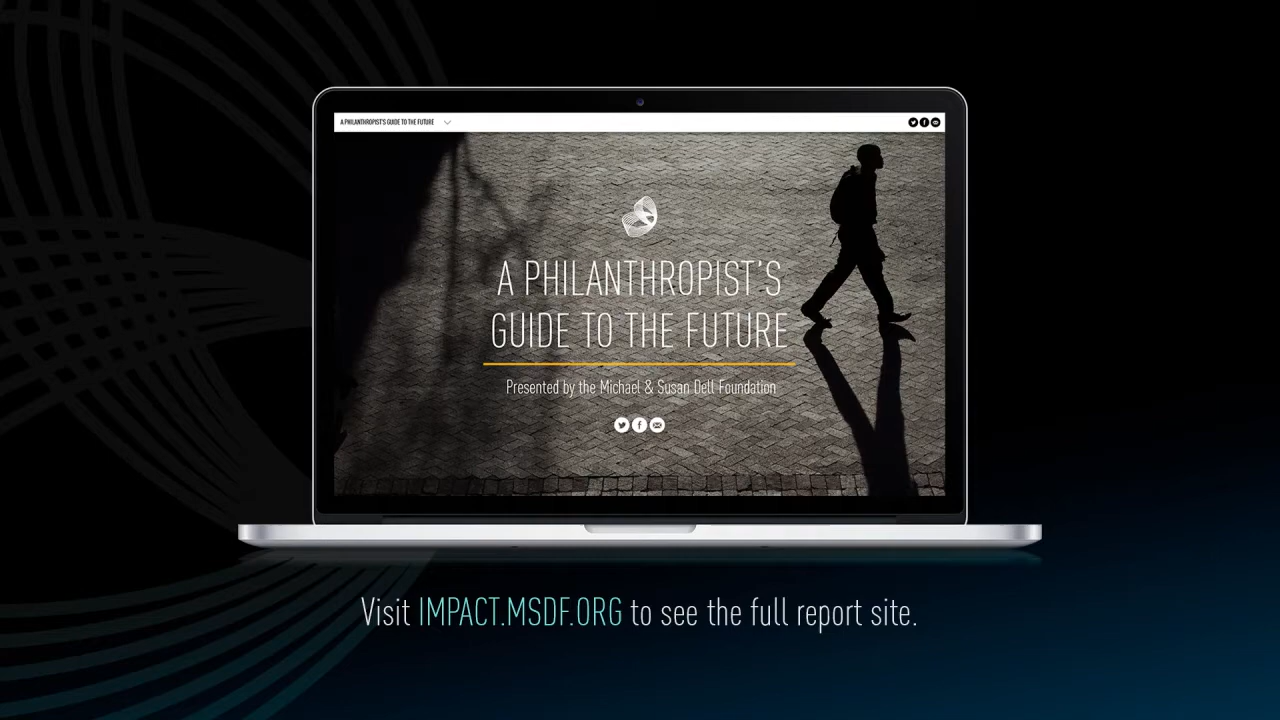 A PHILANTHROPIST'S GUIDE TO THE FUTURE
A PHILANTHROPIST'S
GUIDE TO THE FUTURE
Presented by the Michael & Susan Dell Foundation
Visit IMPACT.MSDF.ORG to see the full report site.